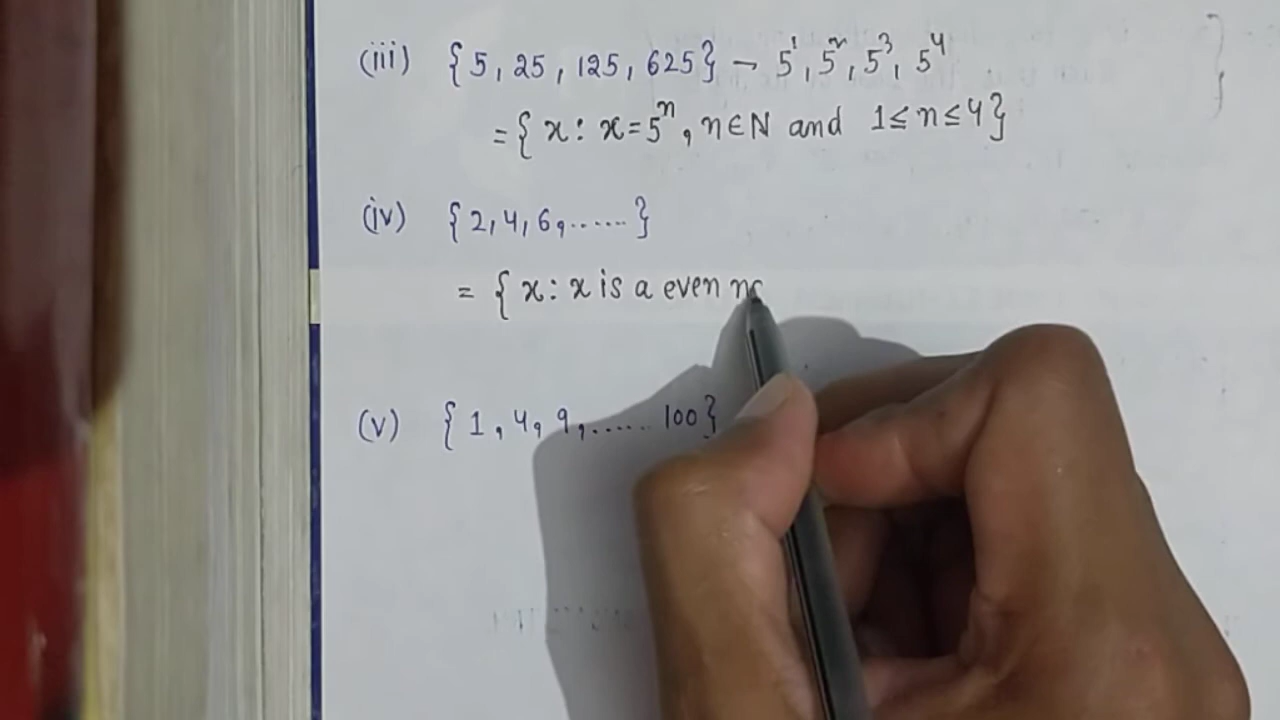 (iii) {5, 25, 125, 625} → 5¹, 5², 5³, 5⁴
= { x : x = 5ⁿ, n ∈ N and 1 ≤ n ≤ 4 }
(iv) { 2, 4, 6, ...... }
= { x : x is a even no
(v) { 1, 4, 9, ...... 100 }